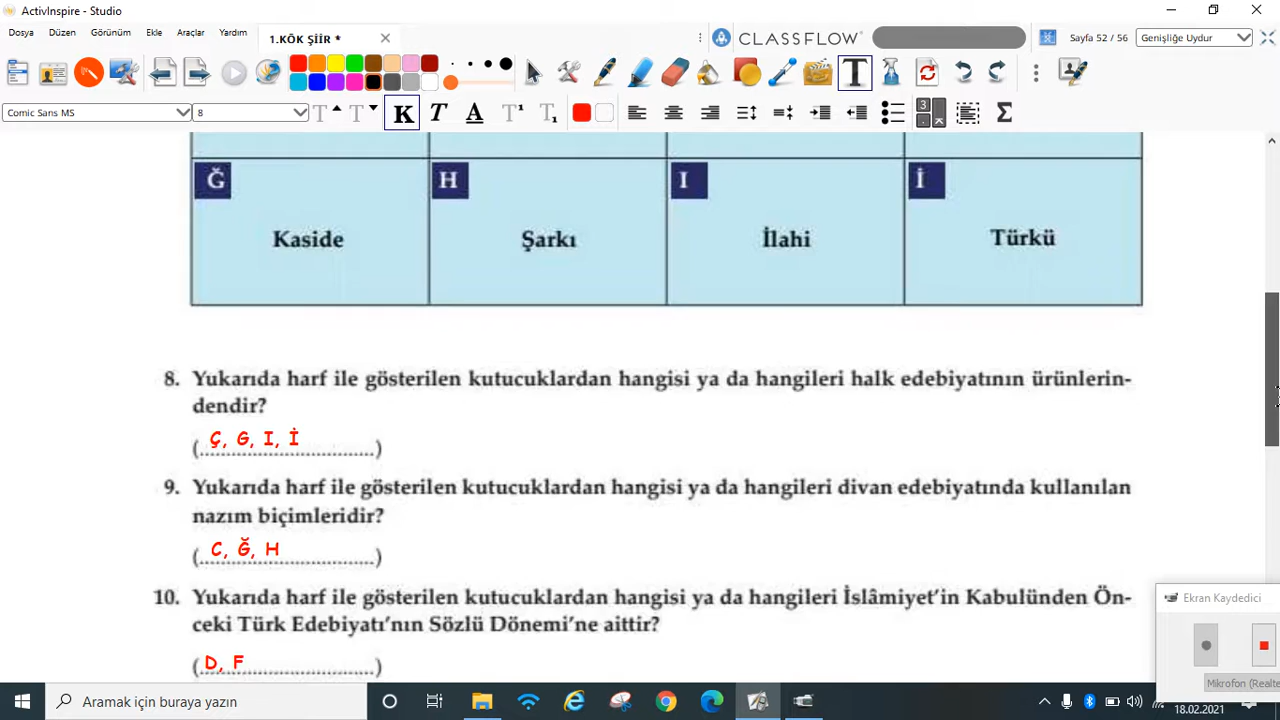 ActivInspire - Studio
Dosya Düzen Görünüm Ekle Araçlar Yardım
1.KÖK ŞİİR *
CLASSFLOW
Sayfa 52 / 56
Genişliğe Uydur
Comic Sans MS
8
Ğ H I İ
Kaside Şarkı İlahi Türkü
8. Yukarıda harf ile gösterilen kutucuklardan hangisi ya da hangileri halk edebiyatının ürünlerin-
dendir?
(Ç, G, I, İ)
9. Yukarıda harf ile gösterilen kutucuklardan hangisi ya da hangileri divan edebiyatında kullanılan
nazım biçimleridir?
(C, Ğ, H)
10. Yukarıda harf ile gösterilen kutucuklardan hangisi ya da hangileri İslâmiyet'in Kabulünden Ön-
ceki Türk Edebiyatı'nın Sözlü Dönemi'ne aittir?
(D, F)
Ekran Kaydedici
Mikrofon (Realte
Aramak için buraya yazın
18.02.2021